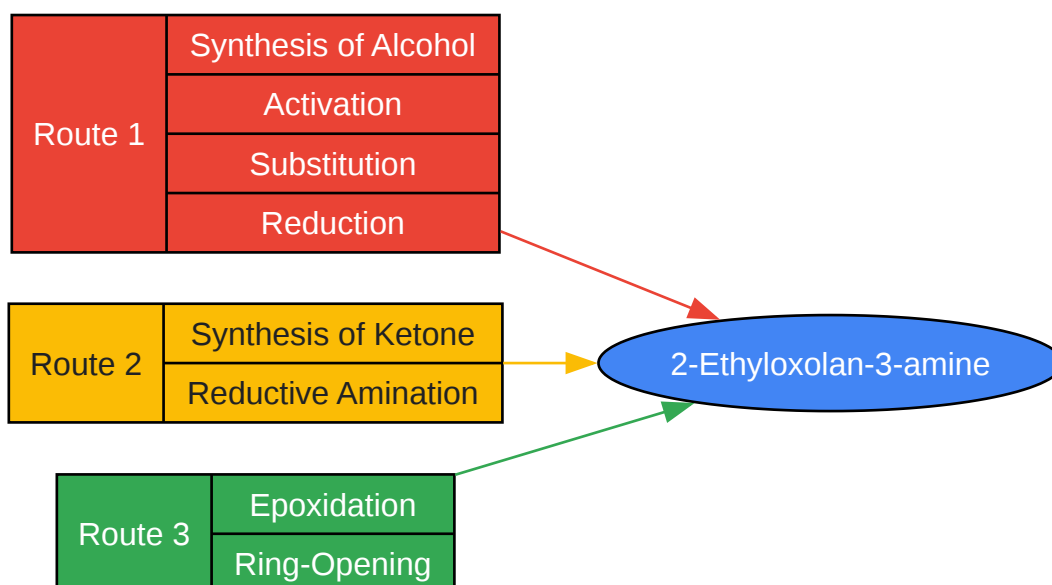 Route 1
Synthesis of Alcohol
Activation
Substitution
Reduction
Route 2
Synthesis of Ketone
Reductive Amination
2-Ethyloxolan-3-amine
Route 3
Epoxidation
Ring-Opening